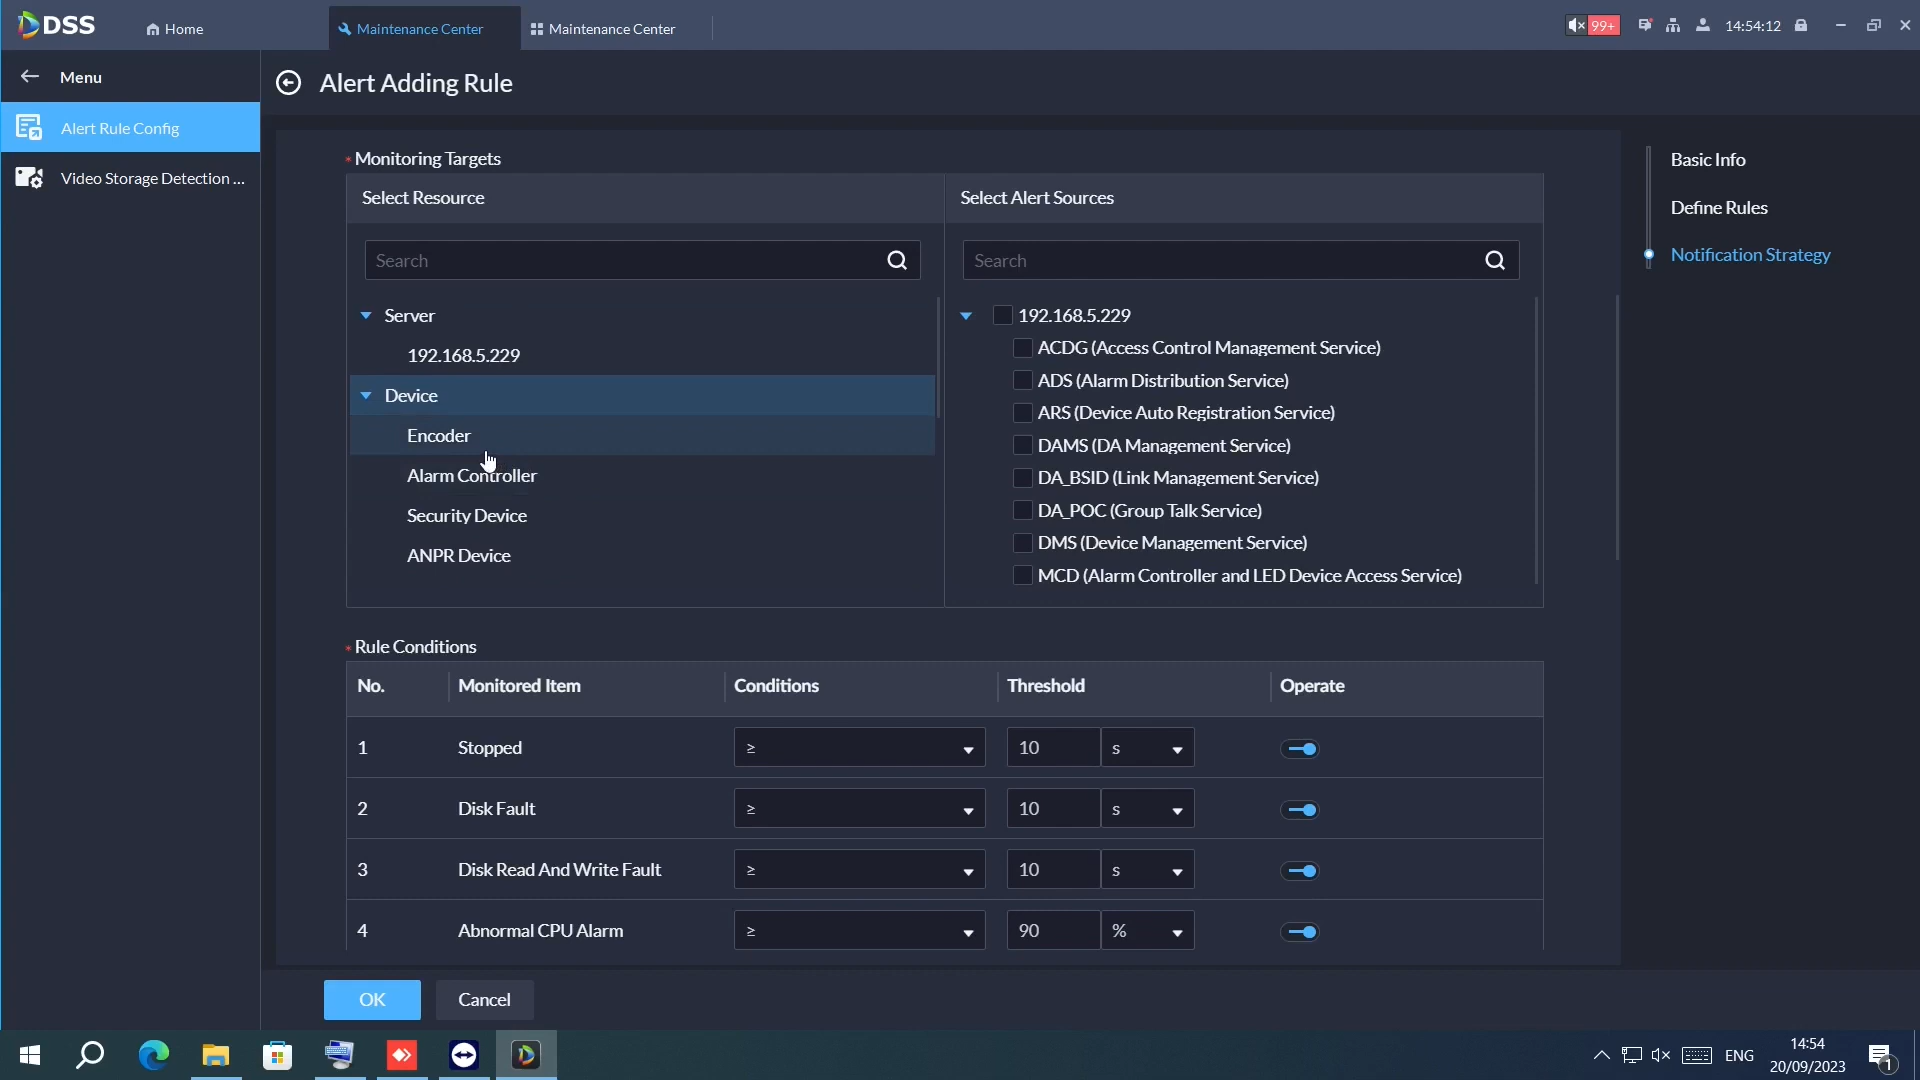 DSS
Home
Maintenance Center
Maintenance Center
99+
14:54:12
Menu
Alert Adding Rule
Alert Rule Config
Video Storage Detection ...
* Monitoring Targets
Select Resource
Select Alert Sources
Search
Search
Server
192.168.5.229
Device
Encoder
Alarm Controller
Security Device
ANPR Device
192.168.5.229
ACDG (Access Control Management Service)
ADS (Alarm Distribution Service)
ARS (Device Auto Registration Service)
DAMS (DA Management Service)
DA_BSID (Link Management Service)
DA_POC (Group Talk Service)
DMS (Device Management Service)
MCD (Alarm Controller and LED Device Access Service)
Basic Info
Define Rules
Notification Strategy
* Rule Conditions
No. Monitored Item Conditions Threshold Operate
1 Stopped ≥ 10 s
2 Disk Fault ≥ 10 s
3 Disk Read And Write Fault ≥ 10 s
4 Abnormal CPU Alarm ≥ 90 %
OK
Cancel
ENG
14:54
20/09/2023
1